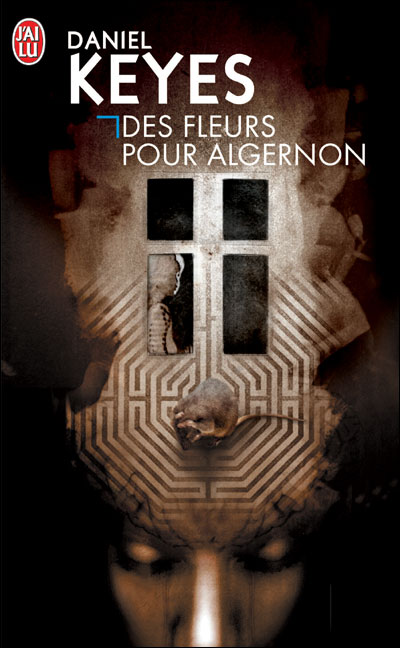 J'AI
LU
DANIEL
KEYES
DES FLEURS
POUR ALGERNON